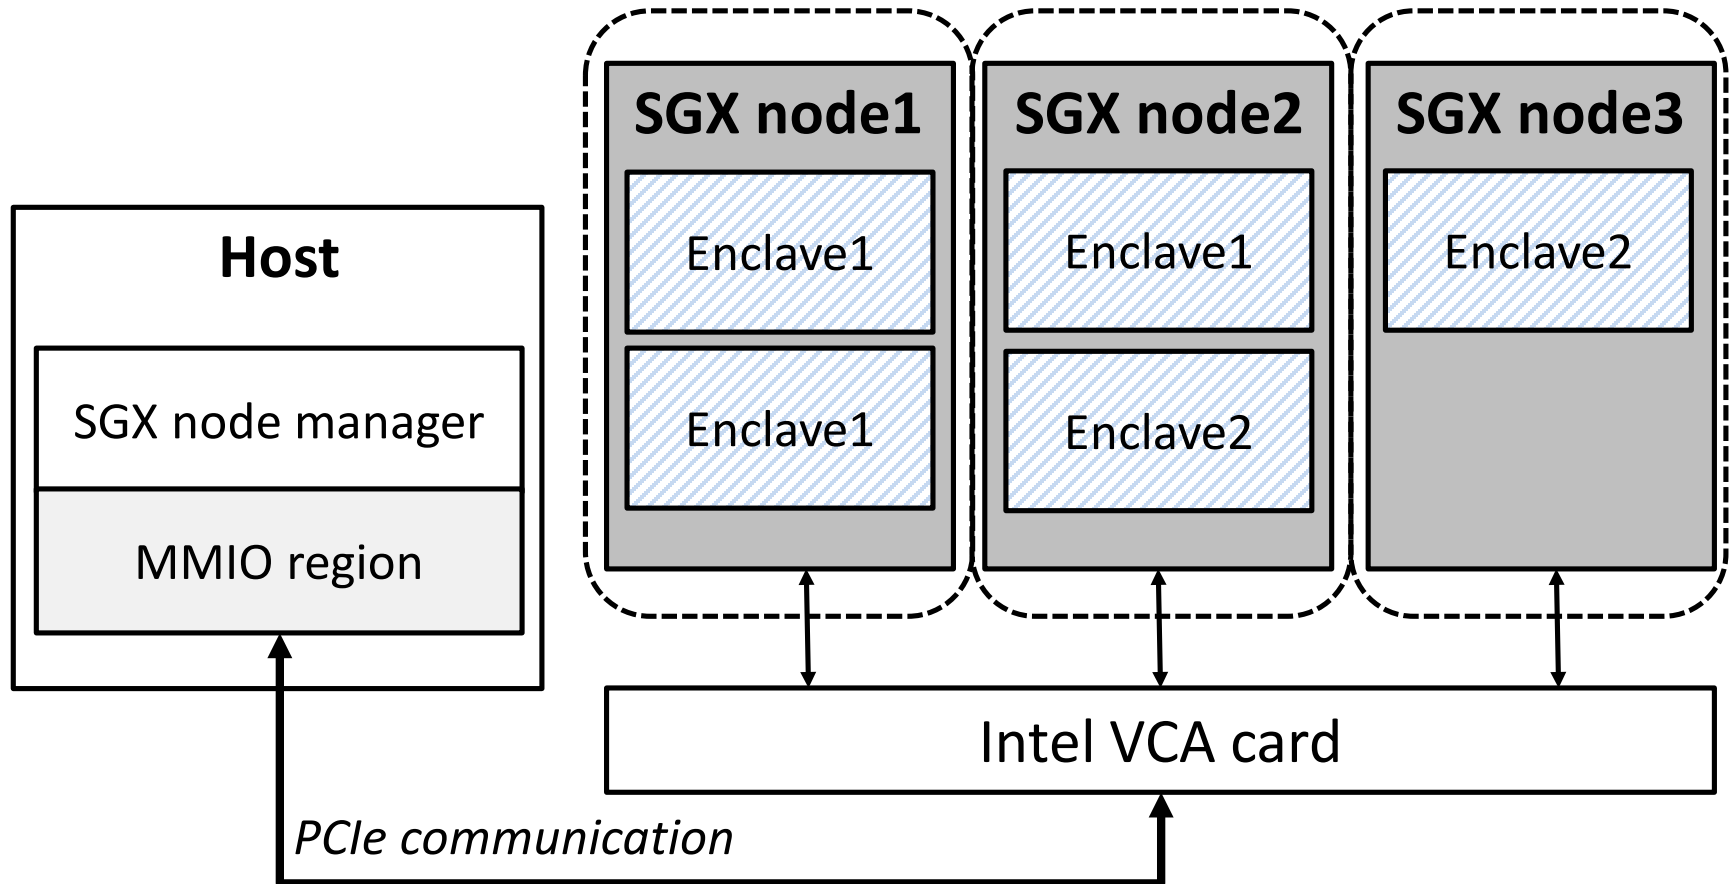 Host
SGX node manager
MMIO region
SGX node1
Enclave1
Enclave1
SGX node2
Enclave1
Enclave2
SGX node3
Enclave2
Intel VCA card
PCIe communication